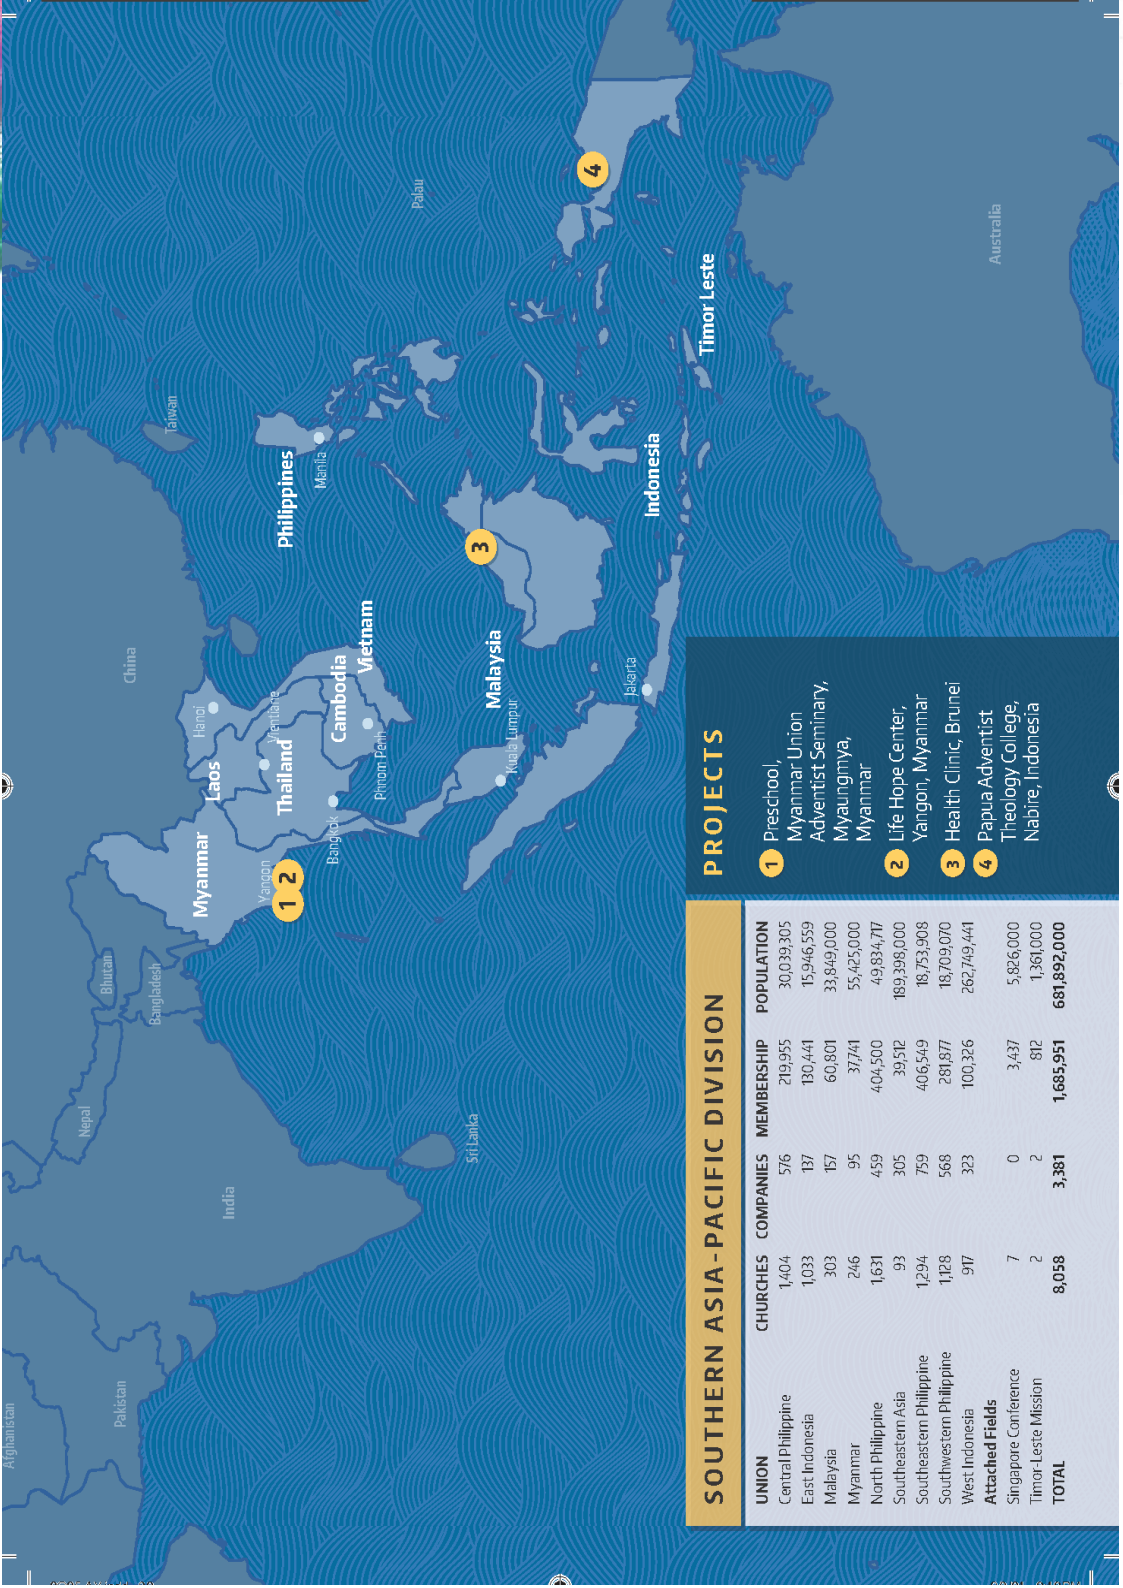 Afghanistan
Pakistan
Nepal
India
Bhutan
Bangladesh
Sri Lanka
China
Taiwan
Palau
Australia
Myanmar
Yangon
1 2
Laos
Hanoi
Vientiane
Thailand
Bangkok
Cambodia
Phnom Penh
Vietnam
Philippines
Manila
Malaysia
Kuala Lumpur
3
Jakarta
Indonesia
Timor Leste
4
SOUTHERN ASIA-PACIFIC DIVISION
UNION CHURCHES COMPANIES MEMBERSHIP POPULATION
Central Philippine 1,404 576 219,955 30,039,305
East Indonesia 1,033 137 130,441 15,946,559
Malaysia 303 157 60,801 33,849,000
Myanmar 246 95 37,741 55,425,000
North Philippine 1,631 459 404,500 49,834,717
Southeastern Asia 93 305 39,512 189,398,000
Southeastern Philippine 1,294 759 406,549 18,753,908
Southwestern Philippine 1,128 568 281,877 18,709,070
West Indonesia 917 323 100,326 262,749,441
Attached Fields
Singapore Conference 7 0 3,437 5,826,000
Timor-Leste Mission 2 2 812 1,361,000
TOTAL 8,058 3,381 1,685,951 681,892,000
PROJECTS
1 Preschool,
Myanmar Union
Adventist Seminary,
Myaungmya,
Myanmar
2 Life Hope Center,
Yangon, Myanmar
3 Health Clinic, Brunei
4 Papua Adventist
Theology College,
Nabire, Indonesia